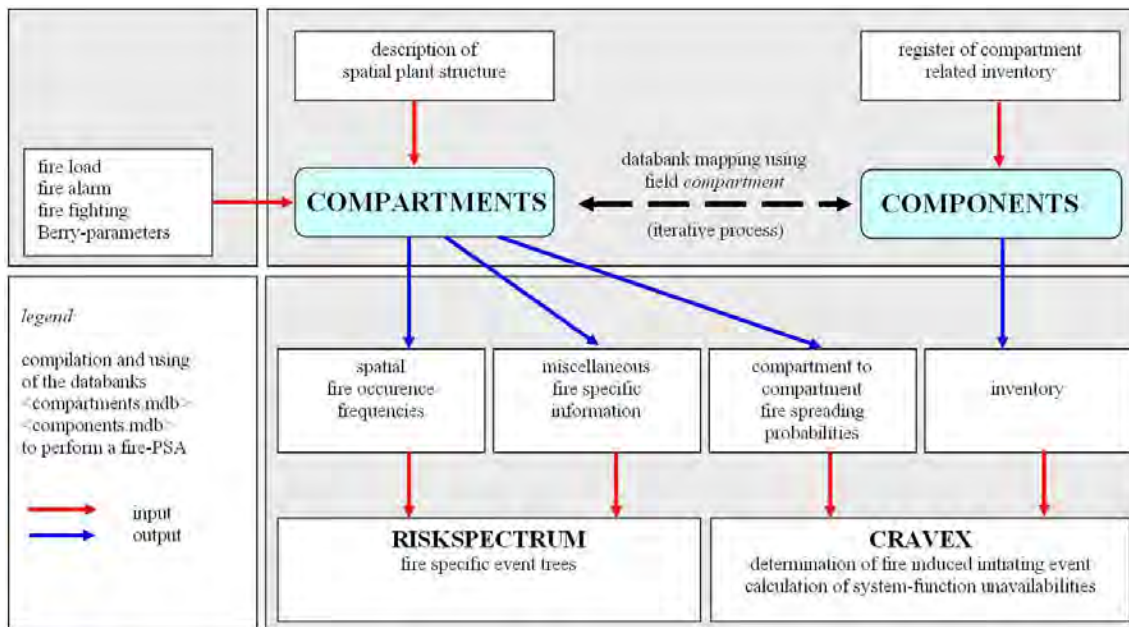 description of
spatial plant structure
register of compartment
related inventory
fire load
fire alarm
fire fighting
Berry-parameters
COMPARTMENTS
databank mapping using
field compartment
(iterative process)
COMPONENTS
legend
compilation and using
of the databanks
<compartments.mdb>
<components.mdb>
to perform a fire-PSA
input
output
spatial
fire occurence
frequencies
miscellaneous
fire specific
information
compartment to
compartment
fire spreading
probabilities
inventory
RISKSPECTRUM
fire specific event trees
CRAVEX
determination of fire induced initiating event
calculation of system-function unavailabilities